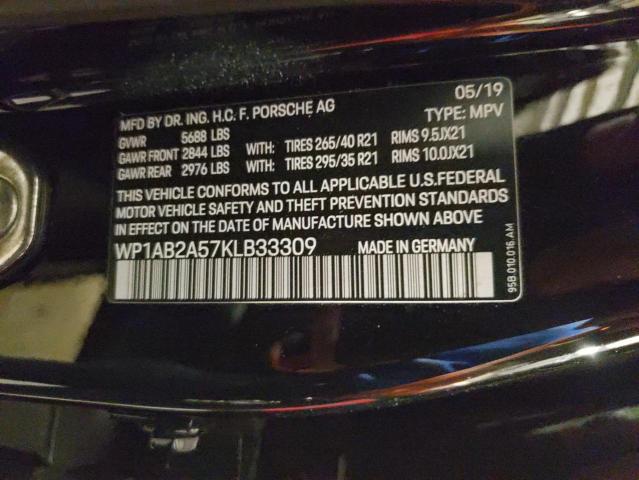 05/19
MFD BY DR. ING. H.C. F. PORSCHE AG TYPE: MPV
GVWR 5688 LBS
GAWR FRONT 2844 LBS WITH: TIRES 265/40 R21 RIMS 9.5JX21
GAWR REAR 2976 LBS WITH: TIRES 295/35 R21 RIMS 10.0JX21
THIS VEHICLE CONFORMS TO ALL APPLICABLE U.S.FEDERAL
MOTOR VEHICLE SAFETY AND THEFT PREVENTION STANDARDS
IN EFFECT ON THE DATE OF MANUFACTURE SHOWN ABOVE
WP1AB2A57KLB33309 MADE IN GERMANY
95B.010.016.AM